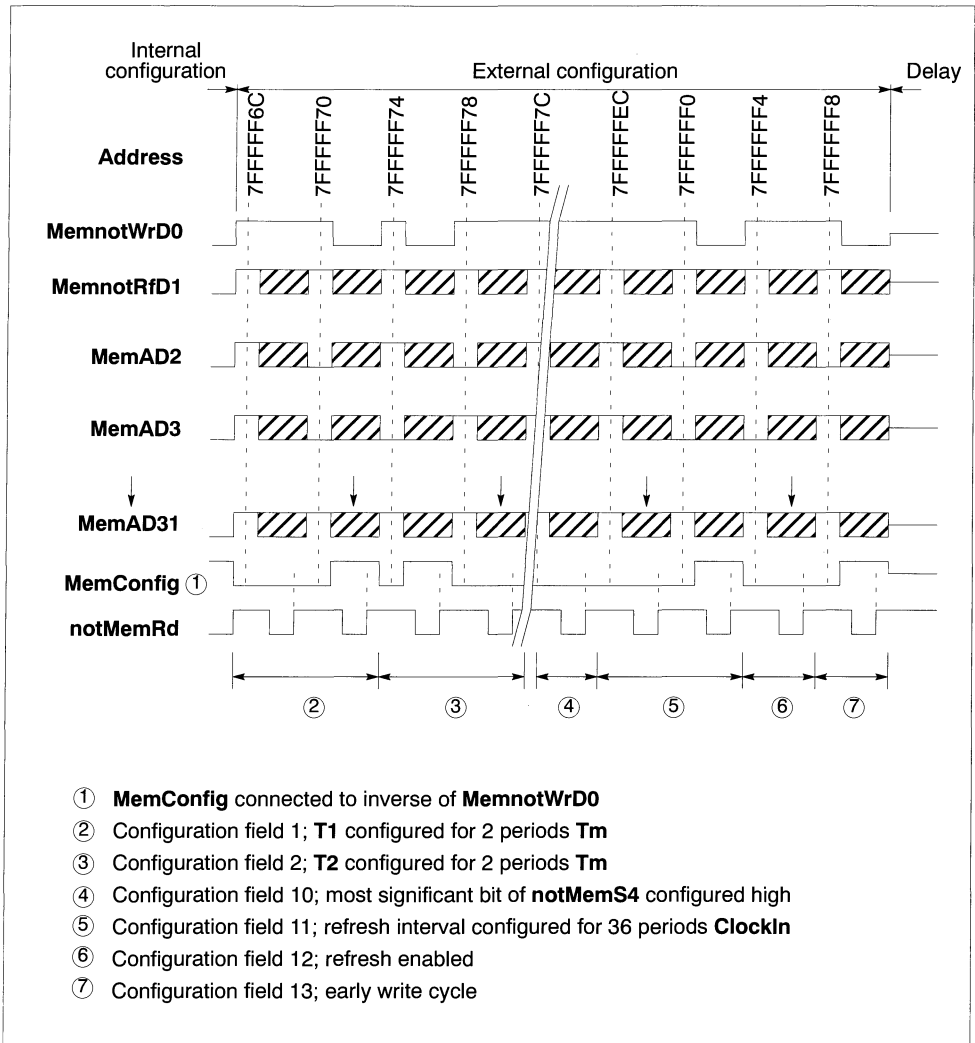 Internal
configuration
External configuration
Delay
Address
7FFFFF6C
7FFFFF70
7FFFFF74
7FFFFF78
7FFFFF7C
7FFFFFEC
7FFFFFF0
7FFFFFF4
7FFFFFF8
MemnotWrD0
MemnotRfD1
MemAD2
MemAD3
MemAD31
MemConfig ①
notMemRd
② ③ ④ ⑤ ⑥ ⑦
① MemConfig connected to inverse of MemnotWrD0
② Configuration field 1; T1 configured for 2 periods Tm
③ Configuration field 2; T2 configured for 2 periods Tm
④ Configuration field 10; most significant bit of notMemS4 configured high
⑤ Configuration field 11; refresh interval configured for 36 periods ClockIn
⑥ Configuration field 12; refresh enabled
⑦ Configuration field 13; early write cycle